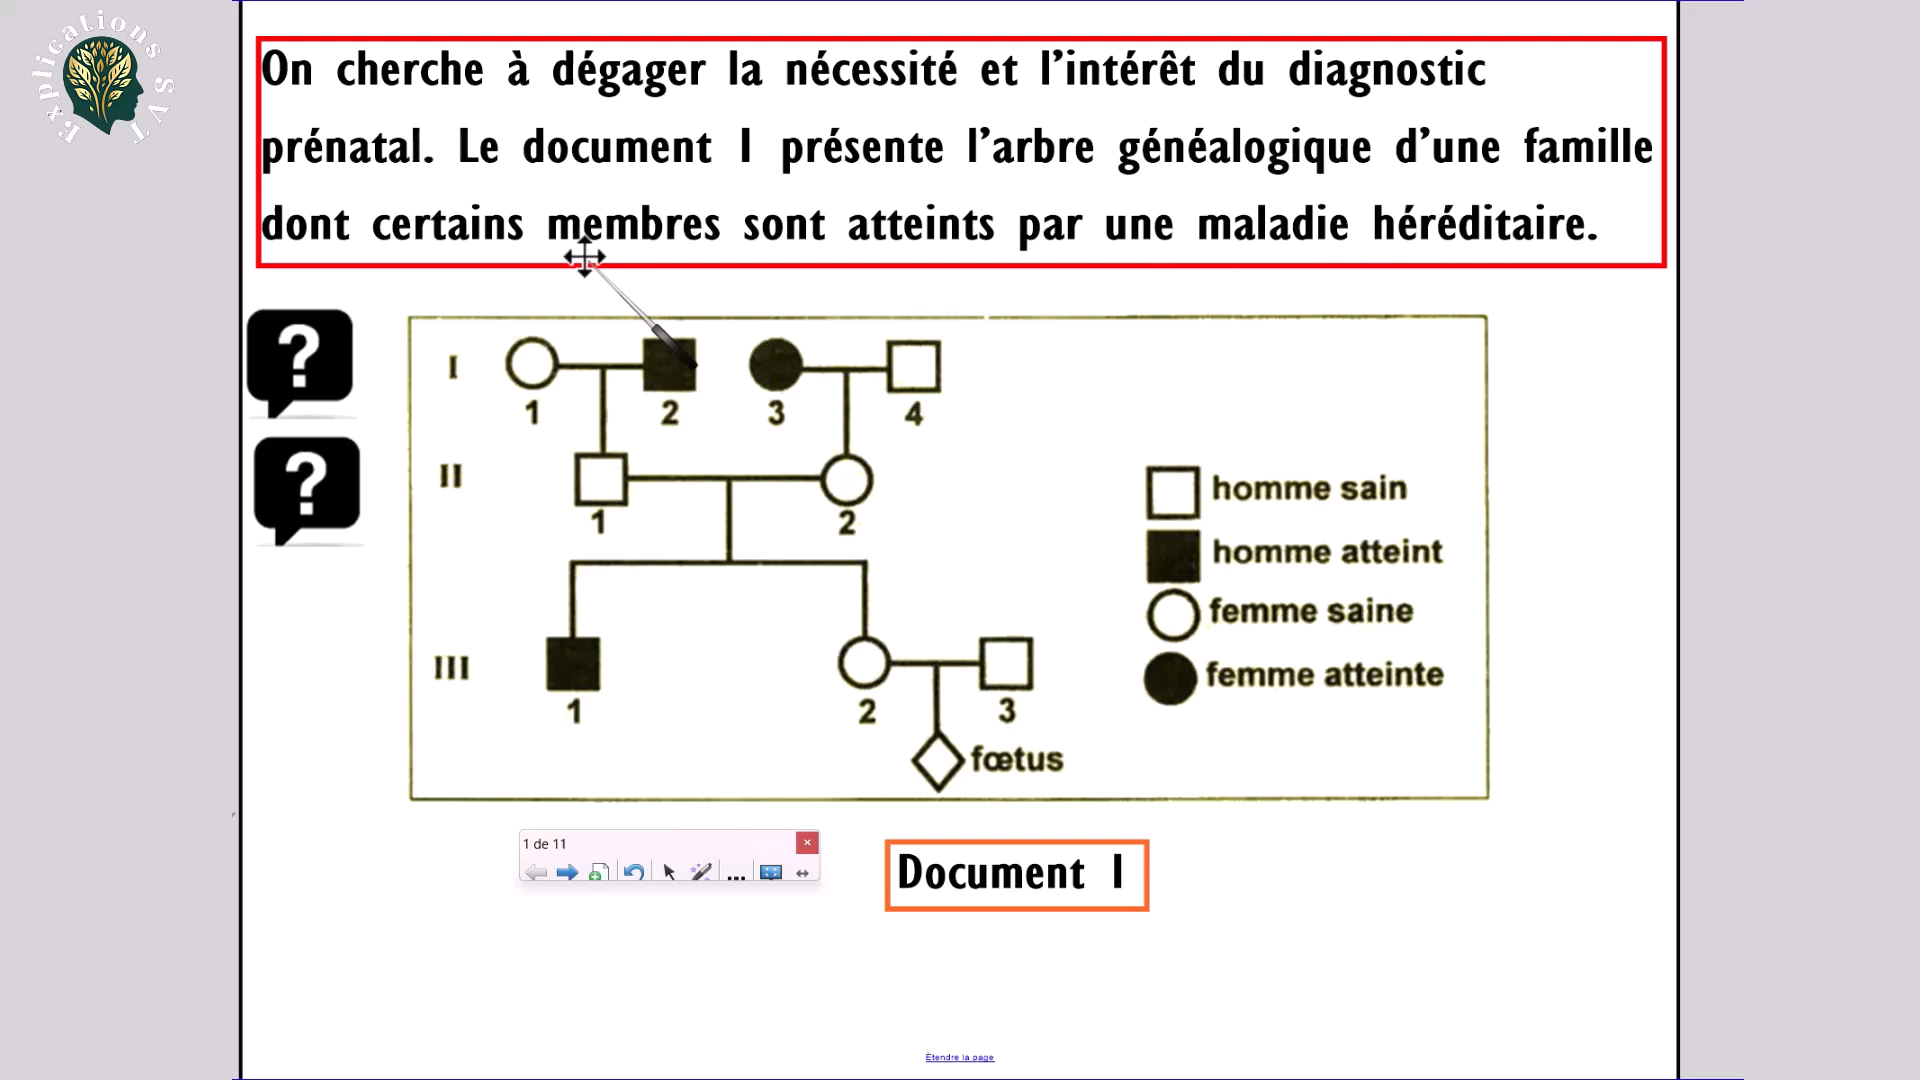 Explications SVT
On cherche à dégager la nécessité et l'intérêt du diagnostic
prénatal. Le document 1 présente l'arbre généalogique d'une famille
dont certains membres sont atteints par une maladie héréditaire.
?
?
I
1
2
3
4
II
1
2
III
1
2
3
fœtus
homme sain
homme atteint
femme saine
femme atteinte
1 de 11
...
Document 1
Étendre la page